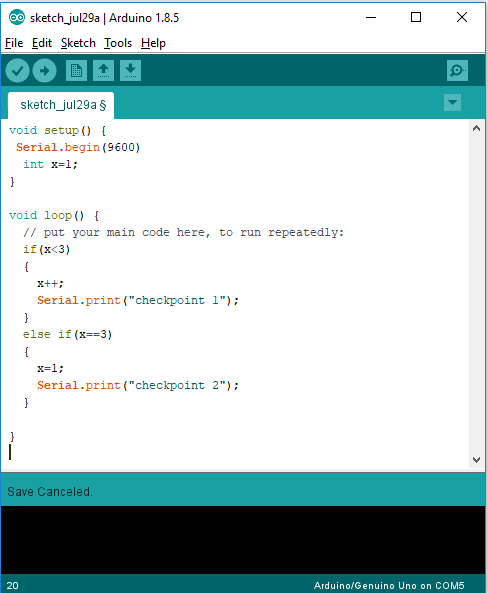 sketch_jul29a | Arduino 1.8.5
File Edit Sketch Tools Help
sketch_jul29a §
void setup() {
Serial.begin(9600)
int x=1;
}
void loop() {
// put your main code here, to run repeatedly:
if(x<3)
{
x++;
Serial.print("checkpoint 1");
}
else if(x==3)
{
x=1;
Serial.print("checkpoint 2");
}
}
Save Canceled.
20 Arduino/Genuino Uno on COM5